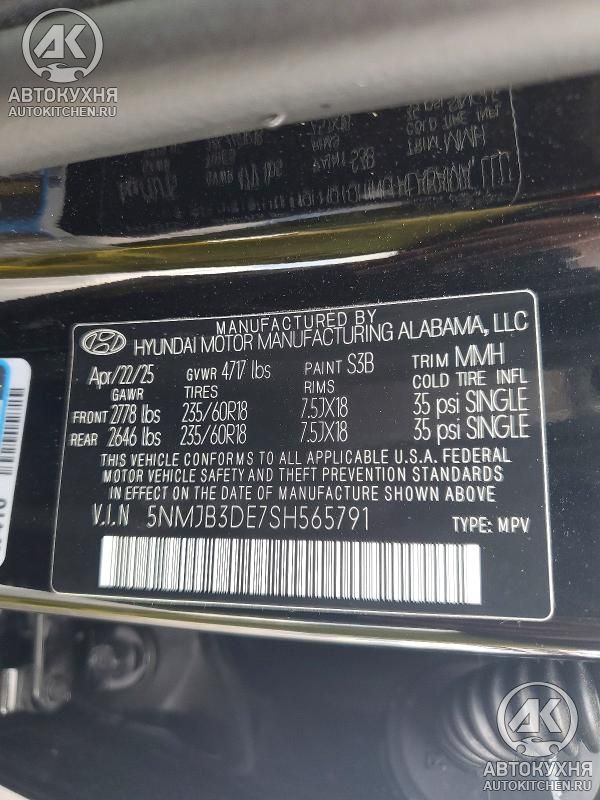 АК
АВТОКУХНЯ
AUTOKITCHEN.RU
MANUFACTURED BY
HYUNDAI MOTOR MANUFACTURING ALABAMA, LLC
Apr/22/25 GVWR 4717 lbs PAINT S3B TRIM MMH
GAWR TIRES RIMS COLD TIRE INFL
FRONT 2778 lbs 235/60R18 7.5JX18 35 psi SINGLE
REAR 2646 lbs 235/60R18 7.5JX18 35 psi SINGLE
THIS VEHICLE CONFORMS TO ALL APPLICABLE U.S.A. FEDERAL
MOTOR VEHICLE SAFETY AND THEFT PREVENTION STANDARDS
IN EFFECT ON THE DATE OF MANUFACTURE SHOWN ABOVE.
V.I.N 5NMJB3DE7SH565791 TYPE: MPV
АК
АВТОКУХНЯ
AUTOKITCHEN.RU